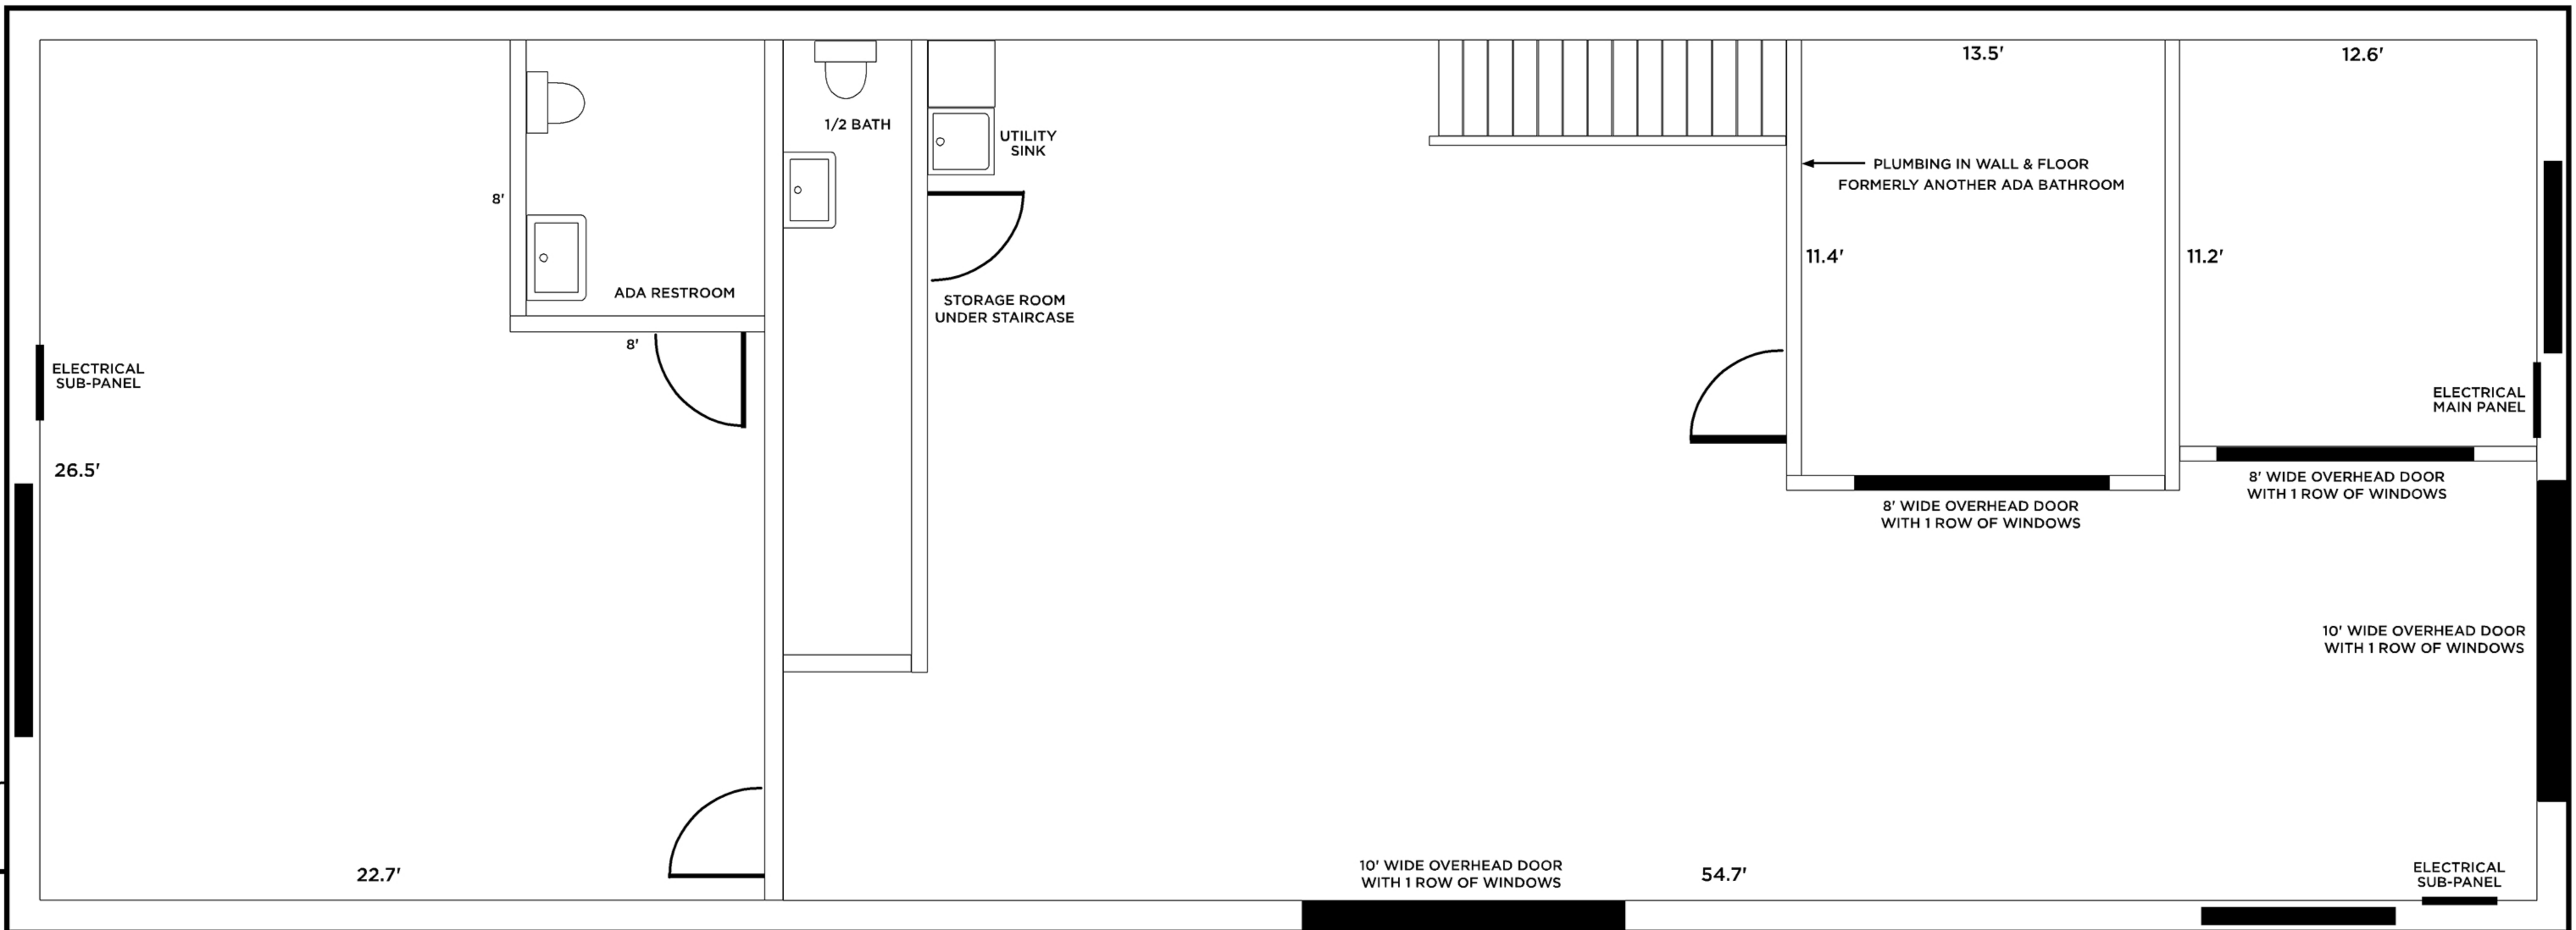 13.5'
12.6'
1/2 BATH
UTILITY
SINK
PLUMBING IN WALL & FLOOR
FORMERLY ANOTHER ADA BATHROOM
8'
11.4'
11.2'
ADA RESTROOM
STORAGE ROOM
UNDER STAIRCASE
8'
ELECTRICAL
SUB-PANEL
ELECTRICAL
MAIN PANEL
26.5'
8' WIDE OVERHEAD DOOR
WITH 1 ROW OF WINDOWS
8' WIDE OVERHEAD DOOR
WITH 1 ROW OF WINDOWS
10' WIDE OVERHEAD DOOR
WITH 1 ROW OF WINDOWS
22.7'
10' WIDE OVERHEAD DOOR
WITH 1 ROW OF WINDOWS
54.7'
ELECTRICAL
SUB-PANEL